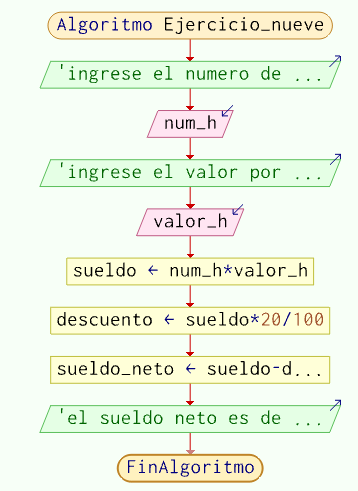 Algoritmo Ejercicio_nueve
'ingrese el numero de ...
num_h
'ingrese el valor por ...
valor_h
sueldo ← num_h*valor_h
descuento ← sueldo*20/100
sueldo_neto ← sueldo-d...
'el sueldo neto es de ...
FinAlgoritmo